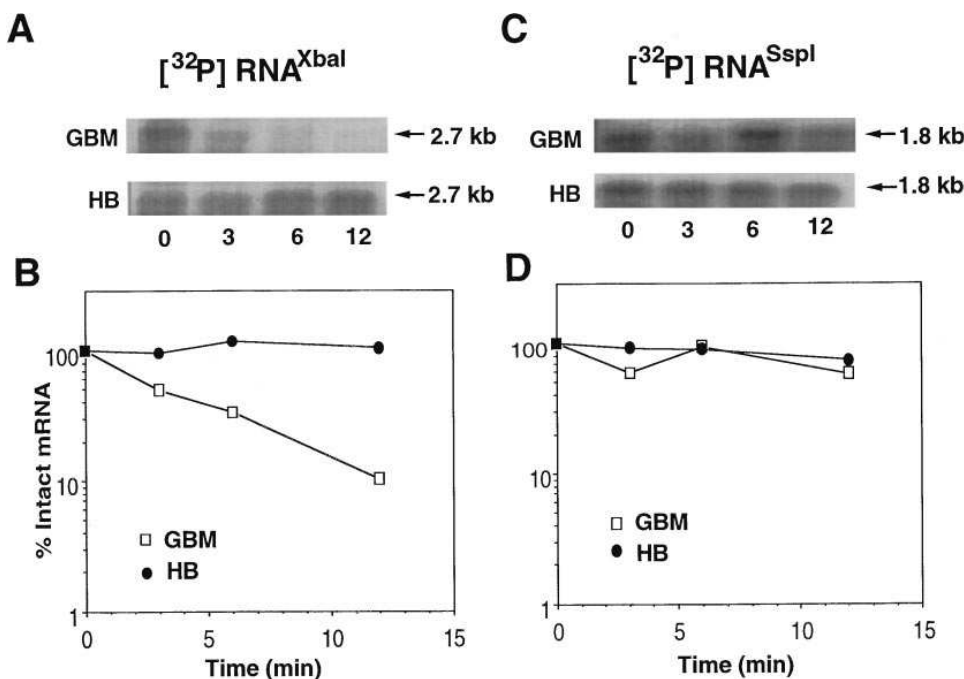 A
[32P] RNAXbaI
GBM
2.7 kb
HB
2.7 kb
0 3 6 12
C
[32P] RNASspI
GBM
1.8 kb
HB
1.8 kb
0 3 6 12
B
% Intact mRNA
100
10
1
GBM
HB
0 5 10 15
Time (min)
D
100
10
1
GBM
HB
0 5 10 15
Time (min)